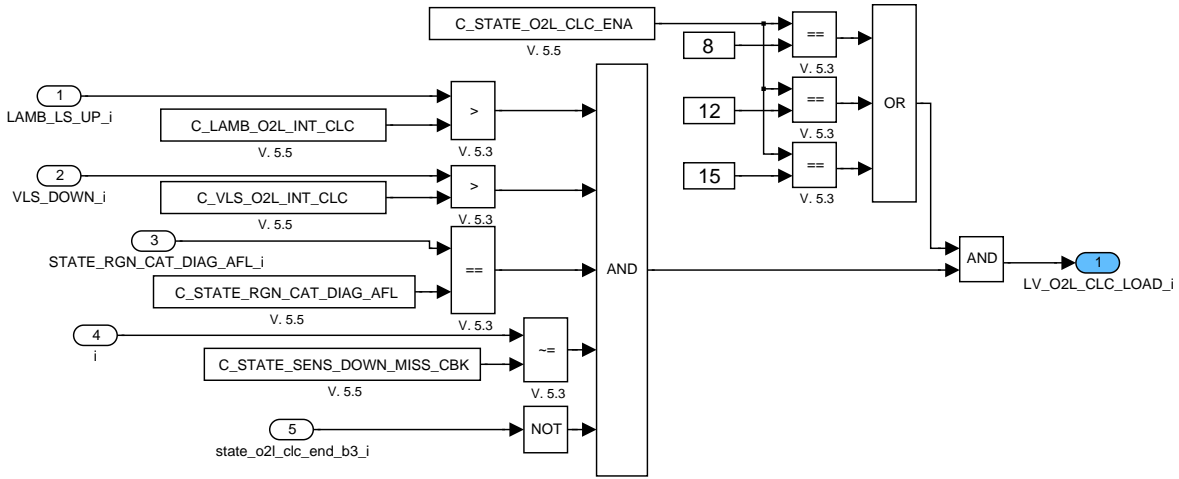 C_STATE_O2L_CLC_ENA
V. 5.5
8
==
V. 5.3
12
==
V. 5.3
15
==
V. 5.3
OR
1
LAMB_LS_UP_i
C_LAMB_O2L_INT_CLC
V. 5.5
>
V. 5.3
2
VLS_DOWN_i
C_VLS_O2L_INT_CLC
V. 5.5
>
V. 5.3
3
STATE_RGN_CAT_DIAG_AFL_i
C_STATE_RGN_CAT_DIAG_AFL
V. 5.5
==
V. 5.3
4
i
C_STATE_SENS_DOWN_MISS_CBK
V. 5.5
~=
V. 5.3
5
state_o2l_clc_end_b3_i
NOT
AND
AND
1
LV_O2L_CLC_LOAD_i